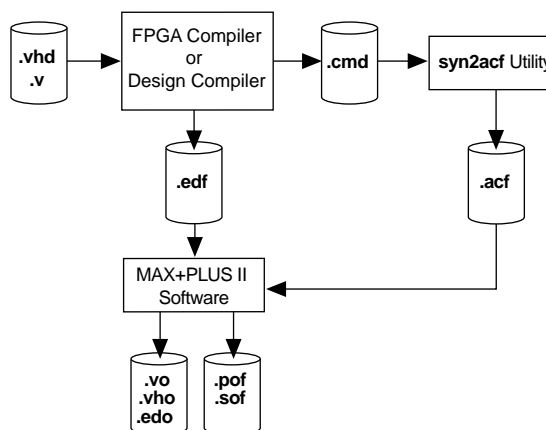 .vhd
.v
FPGA Compiler
or
Design Compiler
.cmd
syn2acf Utility
.edf
.acf
MAX+PLUS II
Software
.vo
.vho
.edo
.pof
.sof